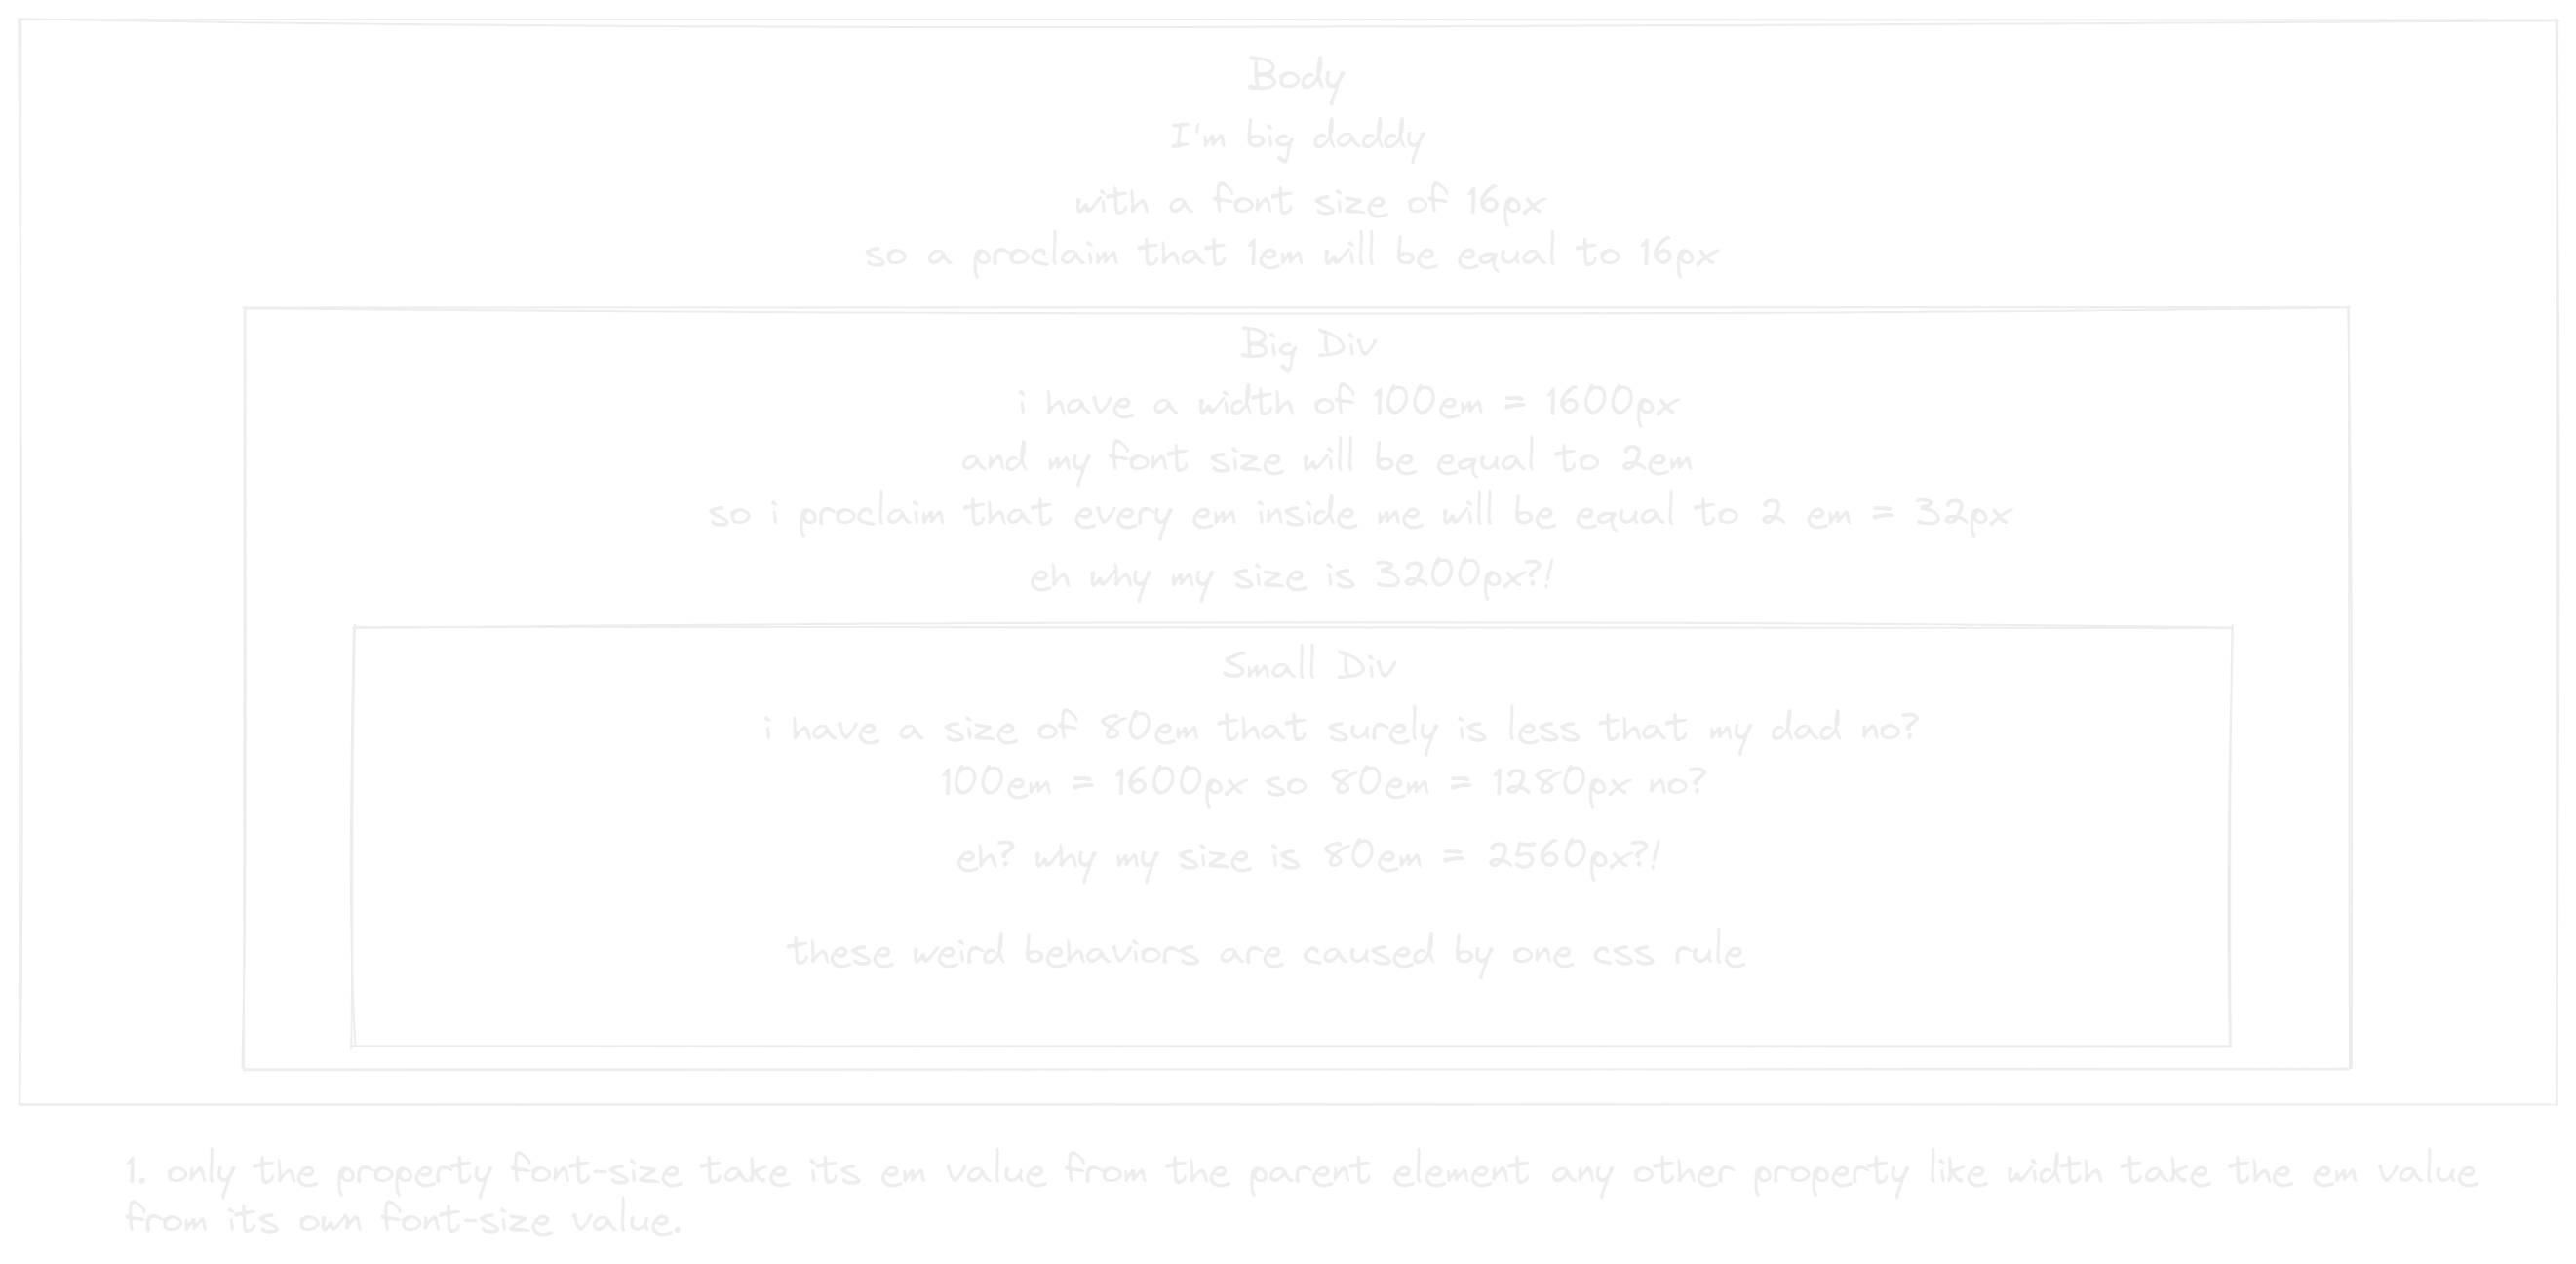 Body
I'm big daddy
with a font size of 16px
so a proclaim that 1em will be equal to 16px
Big Div
i have a width of 100em = 1600px
and my font size will be equal to 2em
so i proclaim that every em inside me will be equal to 2 em = 32px
eh why my size is 3200px?!
Small Div
i have a size of 80em that surely is less that my dad no?
100em = 1600px so 80em = 1280px no?
eh? why my size is 80em = 2560px?!
these weird behaviors are caused by one css rule
1. only the property font-size take its em value from the parent element any other property like width take the em value
from its own font-size value.